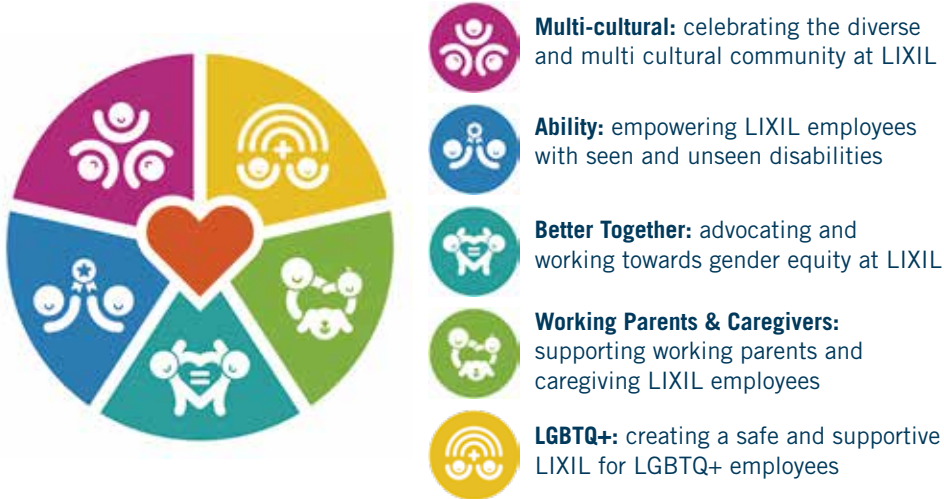 Multi-cultural: celebrating the diverse
and multi cultural community at LIXIL
Ability: empowering LIXIL employees
with seen and unseen disabilities
Better Together: advocating and
working towards gender equity at LIXIL
Working Parents & Caregivers:
supporting working parents and
caregiving LIXIL employees
LGBTQ+: creating a safe and supportive
LIXIL for LGBTQ+ employees